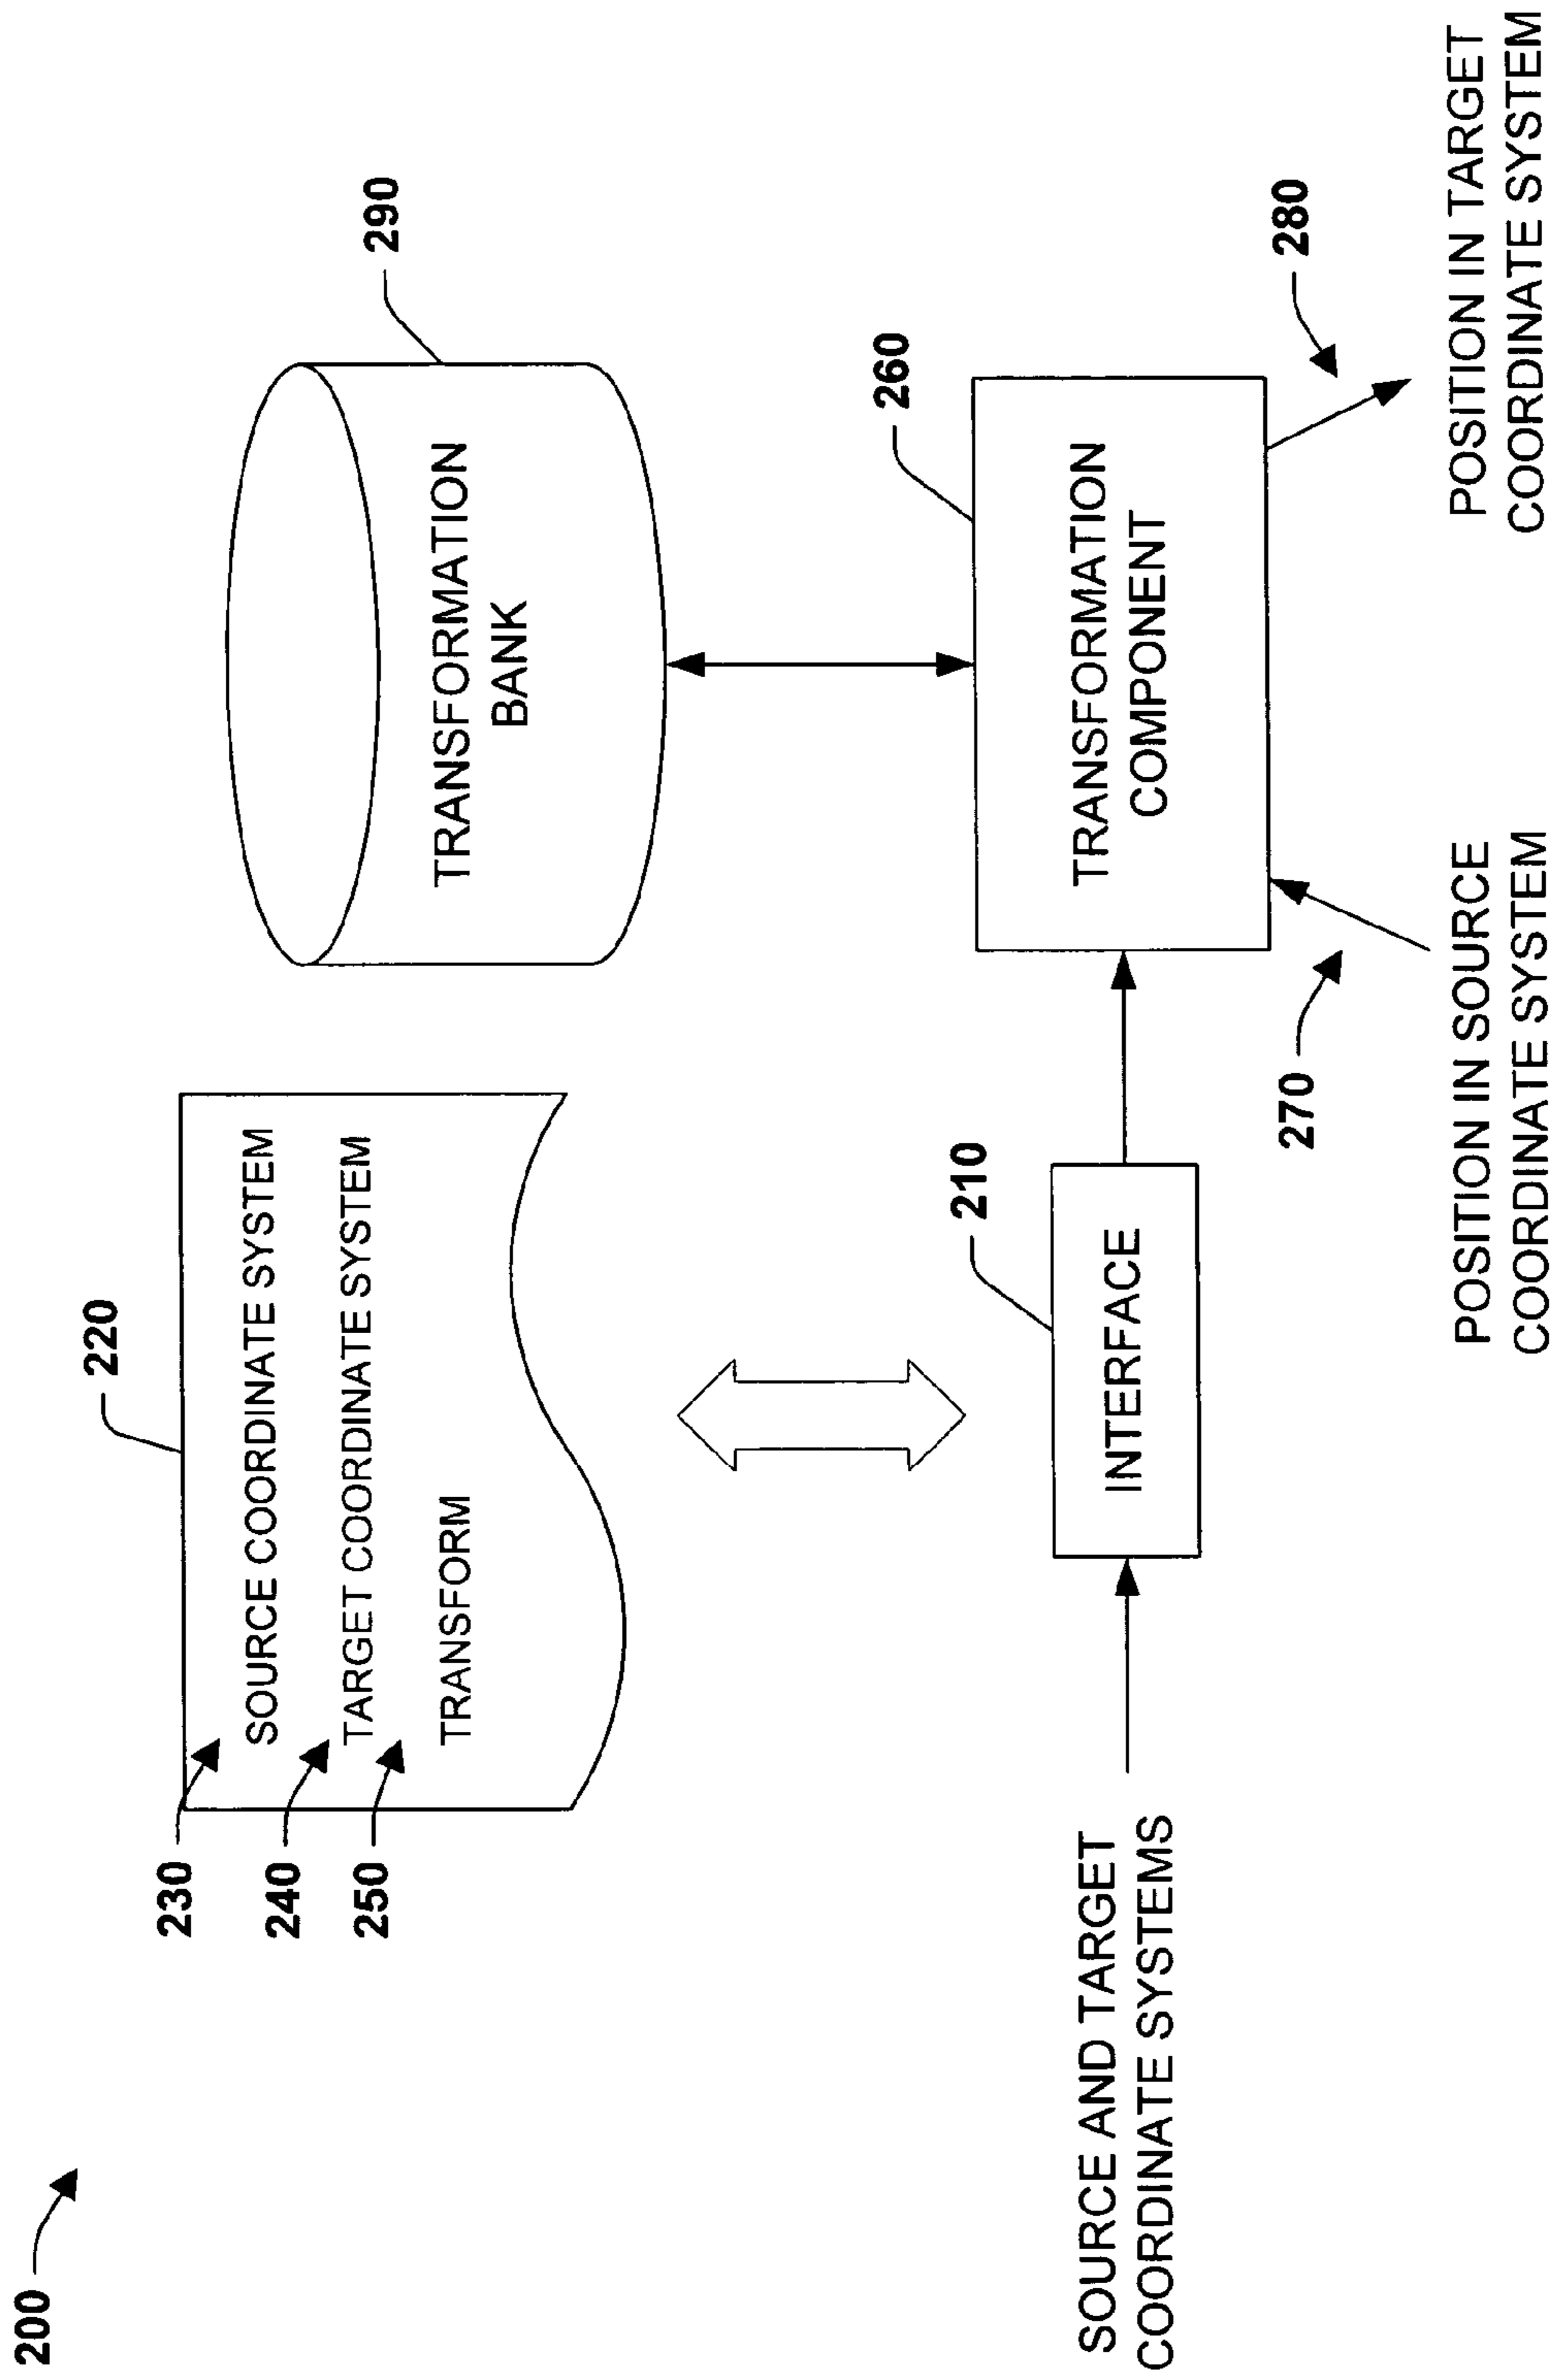 200
220
230
SOURCE COORDINATE SYSTEM
240
TARGET COORDINATE SYSTEM
250
TRANSFORM
290
TRANSFORMATION
BANK
210
INTERFACE
260
TRANSFORMATION
COMPONENT
SOURCE AND TARGET
COORDINATE SYSTEMS
270
280
POSITION IN SOURCE
COORDINATE SYSTEM
POSITION IN TARGET
COORDINATE SYSTEM